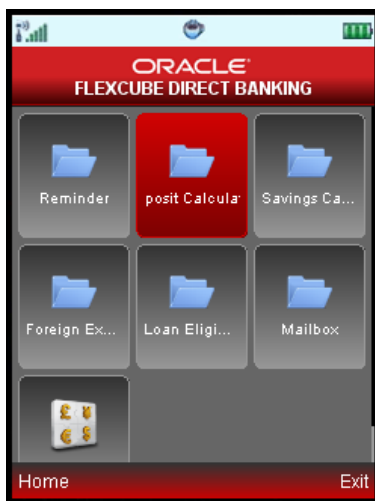 ORACLE
FLEXCUBE DIRECT BANKING
Reminder
posit Calcula
Savings Ca...
Foreign Ex...
Loan Eligi...
Mailbox
£ ¥
€ $
Home
Exit